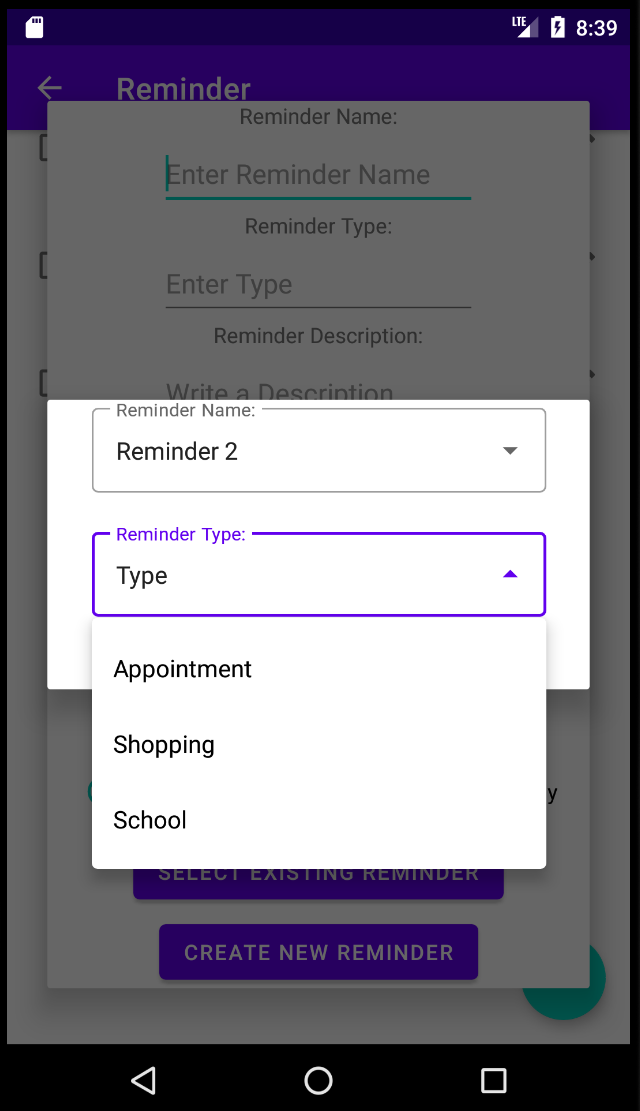 LTE 8:39
Reminder
Reminder Name:
Enter Reminder Name
Reminder Type:
Enter Type
Reminder Description:
Write a Description
Reminder Name:
Reminder 2
Reminder Type:
Type
Appointment
Shopping
y
School
SELECT EXISTING REMINDER
CREATE NEW REMINDER